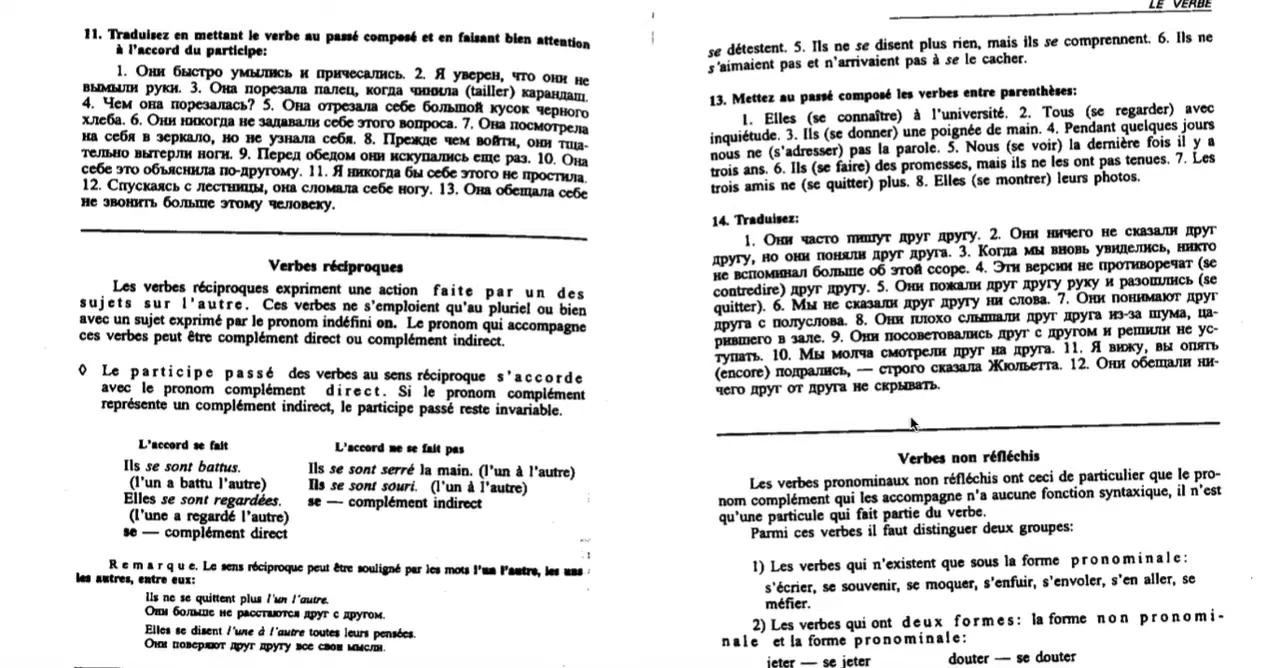 11. Traduisez en mettant le verbe au passé composé et en faisant bien attention
à l'accord du participe:
1. Они быстро умылись и причесались. 2. Я уверен, что они не
вымыли руки. 3. Она порезала палец, когда чинила (tailler) карандаш.
4. Чем она порезалась? 5. Она отрезала себе большой кусок черного
хлеба. 6. Они никогда не задавали себе этого вопроса. 7. Она посмотрела
на себя в зеркало, но не узнала себя. 8. Прежде чем войти, они тща-
тельно вытерли ноги. 9. Перед обедом они искупались еще раз. 10. Она
себе это объяснила по-другому. 11. Я никогда бы себе этого не простила.
12. Спускаясь с лестницы, она сломала себе ногу. 13. Она обещала себе
не звонить больше этому человеку.
Verbes réciproques
Les verbes réciproques expriment une action faite par un des
sujets sur l'autre. Ces verbes ne s'emploient qu'au pluriel ou bien
avec un sujet exprimé par le pronom indéfini on. Le pronom qui accompagne
ces verbes peut être complément direct ou complément indirect.
◊ Le participe passé des verbes au sens réciproque s'accorde
avec le pronom complément direct. Si le pronom complément
représente un complément indirect, le participe passé reste invariable.
L'accord se fait
Ils se sont battus.
(l'un a battu l'autre)
Elles se sont regardées.
(l'une a regardé l'autre)
se — complément direct
L'accord ne se fait pas
Ils se sont serré la main. (l'un à l'autre)
Ils se sont souri. (l'un à l'autre)
se — complément indirect
Remarque. Le sens réciproque peut être souligné par les mots l'un l'autre, les uns
les autres, entre eux:
Ils ne se quittent plus l'un l'autre.
Они больше не расстаются друг с другом.
Elles se disent l'une à l'autre toutes leurs pensées.
Они поверяют друг другу все свои мысли.
LE VERBE
se détestent. 5. Ils ne se disent plus rien, mais ils se comprennent. 6. Ils ne
s'aimaient pas et n'arrivaient pas à se le cacher.
13. Mettez au passé composé les verbes entre parenthèses:
1. Elles (se connaître) à l'université. 2. Tous (se regarder) avec
inquiétude. 3. Ils (se donner) une poignée de main. 4. Pendant quelques jours
nous ne (s'adresser) pas la parole. 5. Nous (se voir) la dernière fois il y a
trois ans. 6. Ils (se faire) des promesses, mais ils ne les ont pas tenues. 7. Les
trois amis ne (se quitter) plus. 8. Elles (se montrer) leurs photos.
14. Traduisez:
1. Они часто пишут друг другу. 2. Они ничего не сказали друг
другу, но они поняли друг друга. 3. Когда мы вновь увиделись, никто
не вспоминал больше об этой ссоре. 4. Эти версии не противоречат (se
contredire) друг другу. 5. Они пожали друг другу руку и разошлись (se
quitter). 6. Мы не сказали друг другу ни слова. 7. Они понимают друг
друга с полуслова. 8. Они плохо слышали друг друга из-за шума, ца-
рившего в зале. 9. Они посоветовались друг с другом и решили не ус-
тупать. 10. Мы молча смотрели друг на друга. 11. Я вижу, вы опять
(encore) подрались, — строго сказала Жюльетта. 12. Они обещали ни-
чего друг от друга не скрывать.
Verbes non réfléchis
Les verbes pronominaux non réfléchis ont ceci de particulier que le pro-
nom complément qui les accompagne n'a aucune fonction syntaxique, il n'est
qu'une particule qui fait partie du verbe.
Parmi ces verbes il faut distinguer deux groupes:
1) Les verbes qui n'existent que sous la forme pronominale:
s'écrier, se souvenir, se moquer, s'enfuir, s'envoler, s'en aller, se
méfier.
2) Les verbes qui ont deux formes: la forme non pronomi-
nale et la forme pronominale:
jeter — se jeter douter — se douter